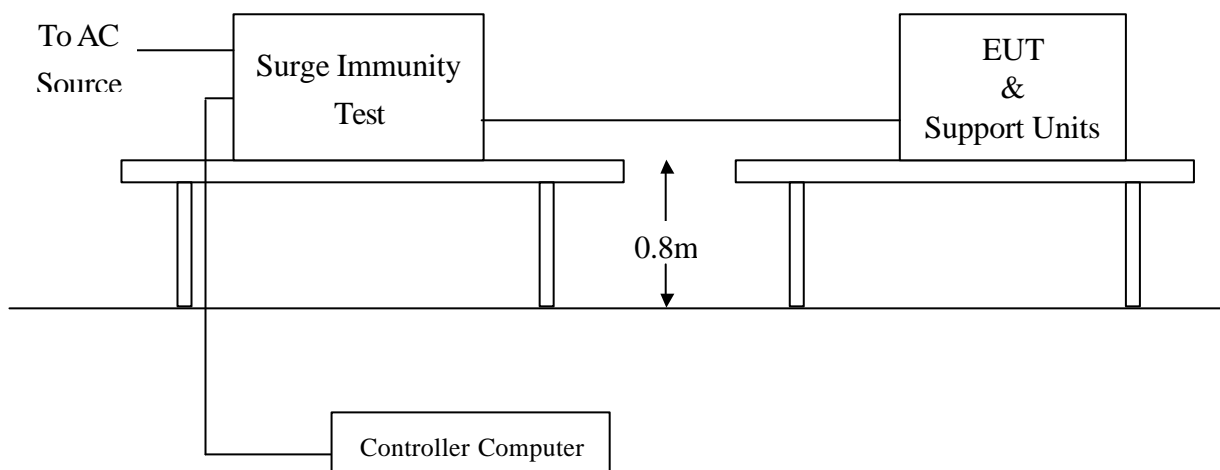 To AC
Source
Surge Immunity
Test
EUT
&
Support Units
0.8m
Controller Computer